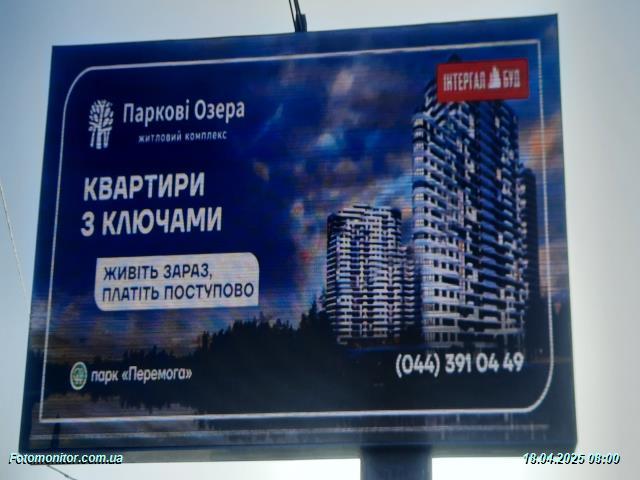 ІНТЕРГАЛ БУД
Паркові Озера
житловий комплекс
КВАРТИРИ
З КЛЮЧАМИ
ЖИВІТЬ ЗАРАЗ,
ПЛАТІТЬ ПОСТУПОВО
парк «Перемога»
(044) 391 04 49
Fotomonitor.com.ua
18.04.2025 08:00